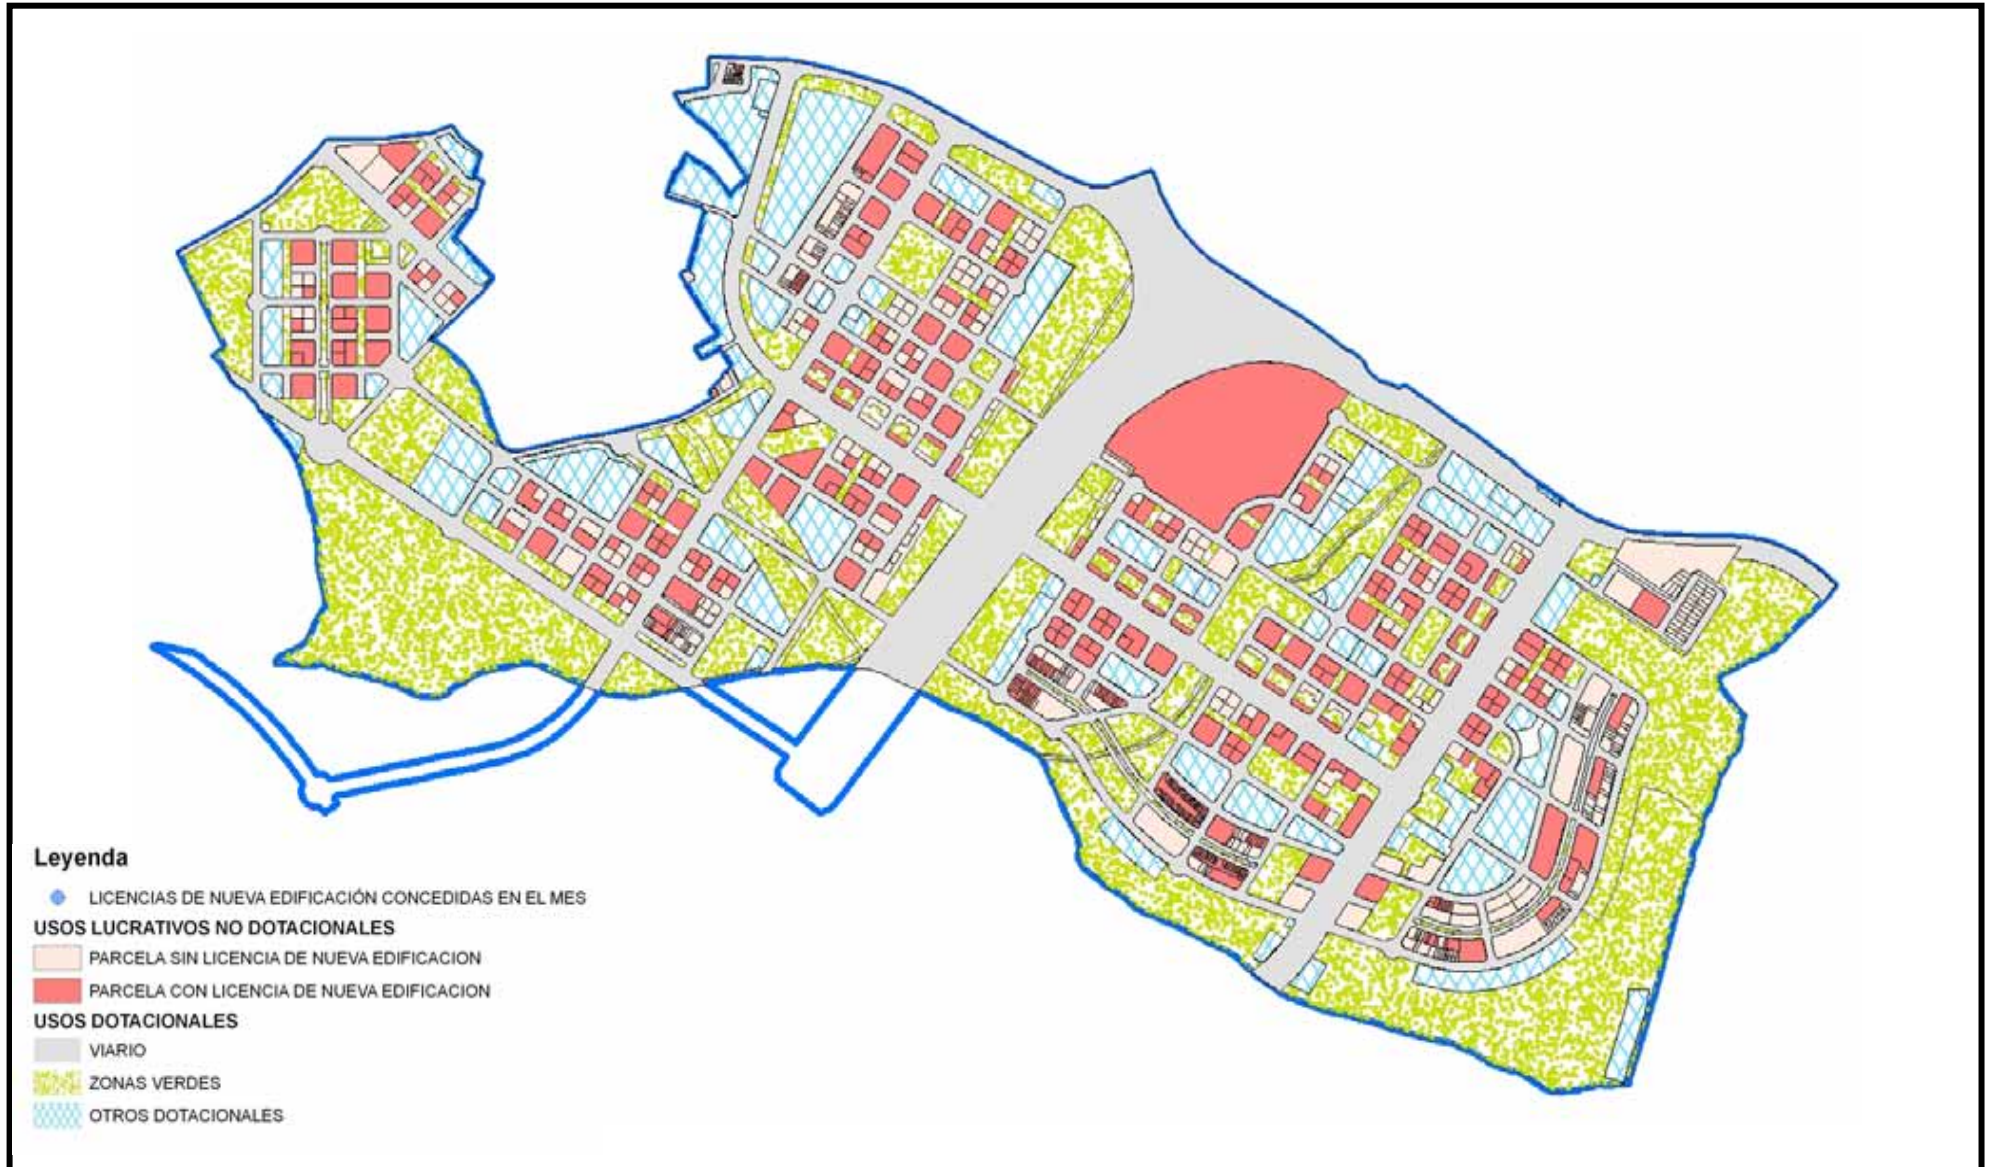 Leyenda
LICENCIAS DE NUEVA EDIFICACIÓN CONCEDIDAS EN EL MES
USOS LUCRATIVOS NO DOTACIONALES
PARCELA SIN LICENCIA DE NUEVA EDIFICACION
PARCELA CON LICENCIA DE NUEVA EDIFICACION
USOS DOTACIONALES
VIARIO
ZONAS VERDES
OTROS DOTACIONALES